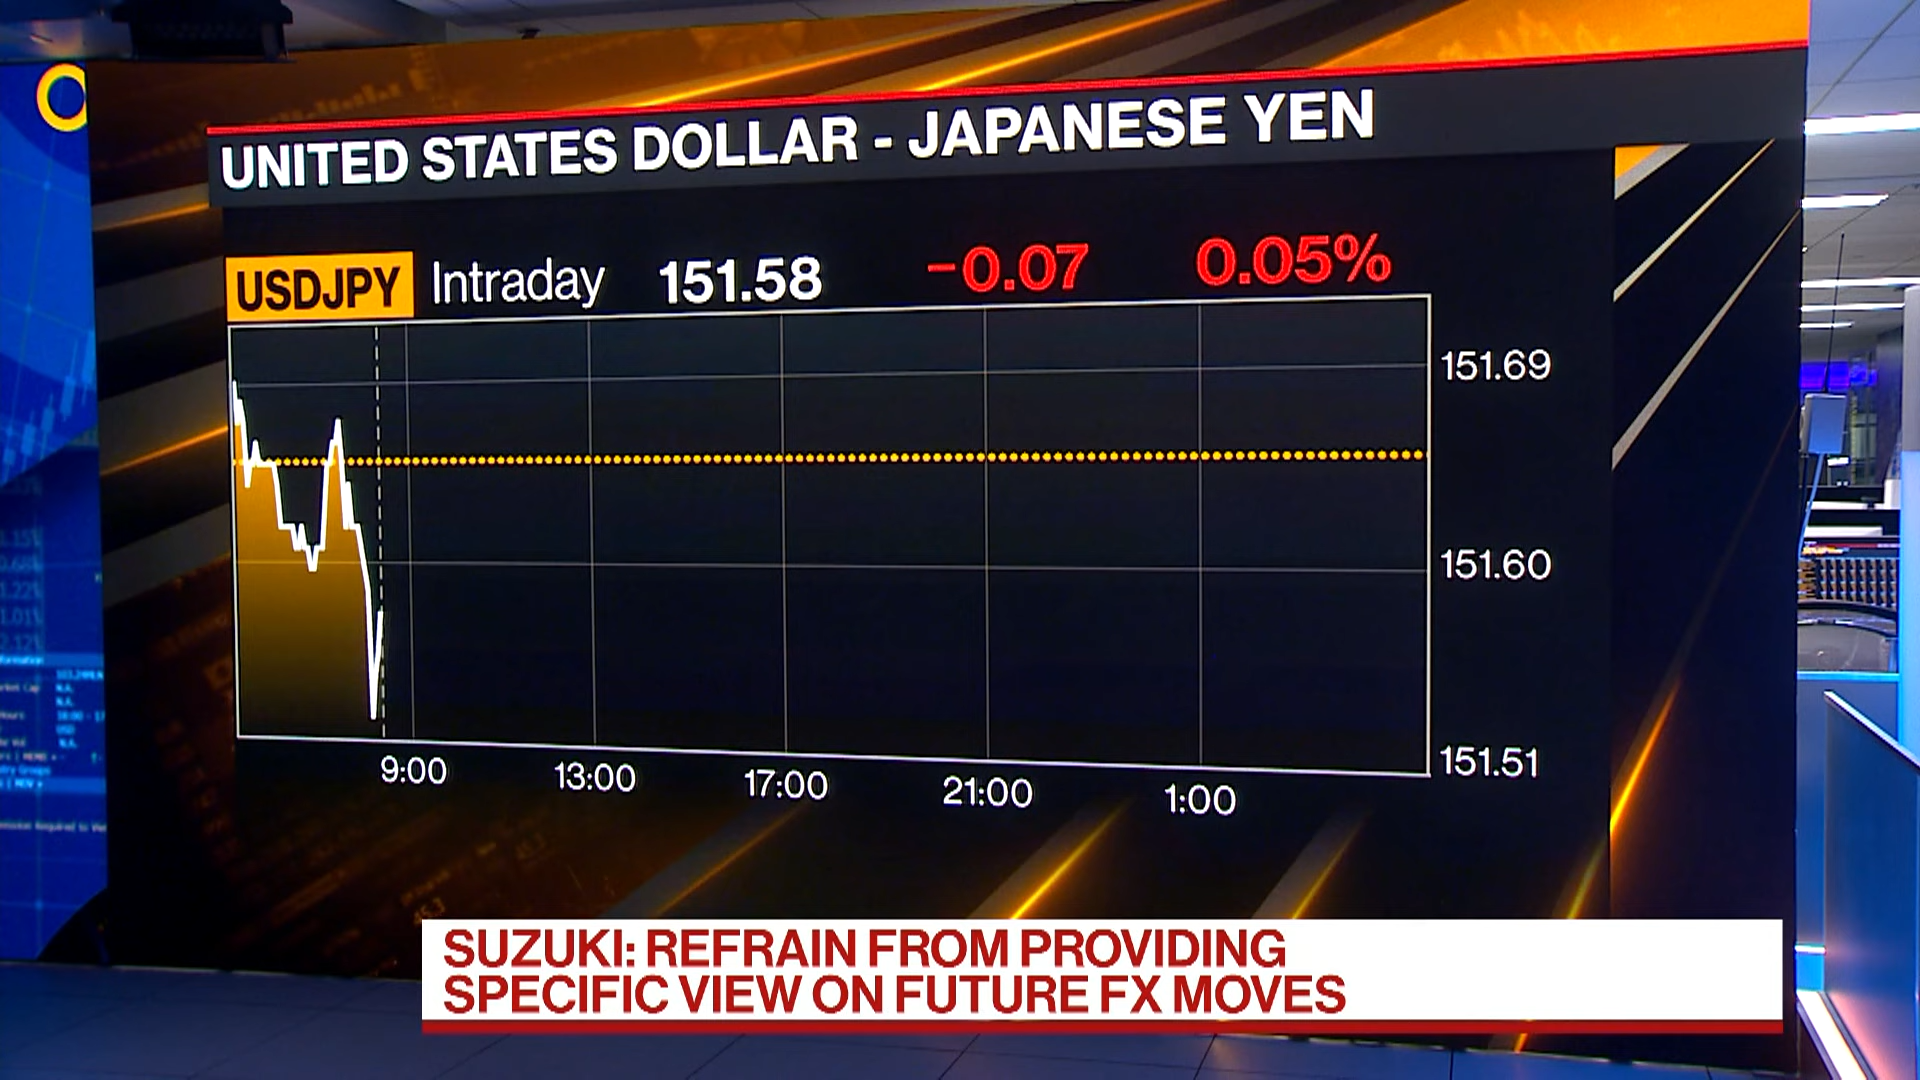 UNITED STATES DOLLAR - JAPANESE YEN
USDJPY Intraday 151.58 -0.07 0.05%
151.69
151.60
151.51
9:00 13:00 17:00 21:00 1:00
SUZUKI: REFRAIN FROM PROVIDING
SPECIFIC VIEW ON FUTURE FX MOVES